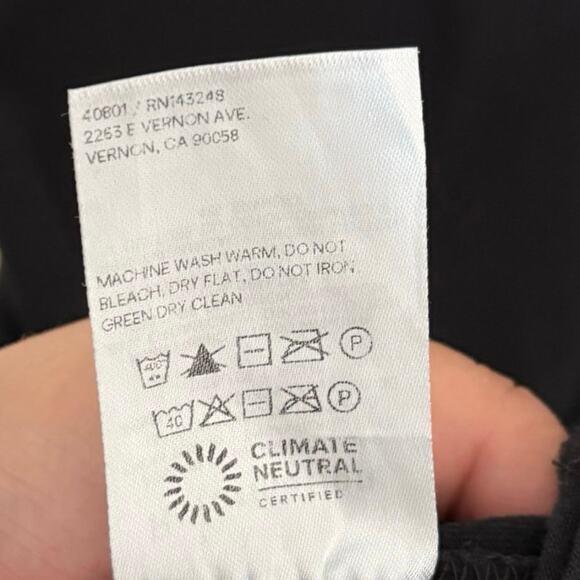 40801 / RN143248
2263 E VERNON AVE.
VERNON, CA 90058
MACHINE WASH WARM, DO NOT
BLEACH, DRY FLAT, DO NOT IRON,
GREEN DRY CLEAN
P
40 P
CLIMATE
NEUTRAL
CERTIFIED